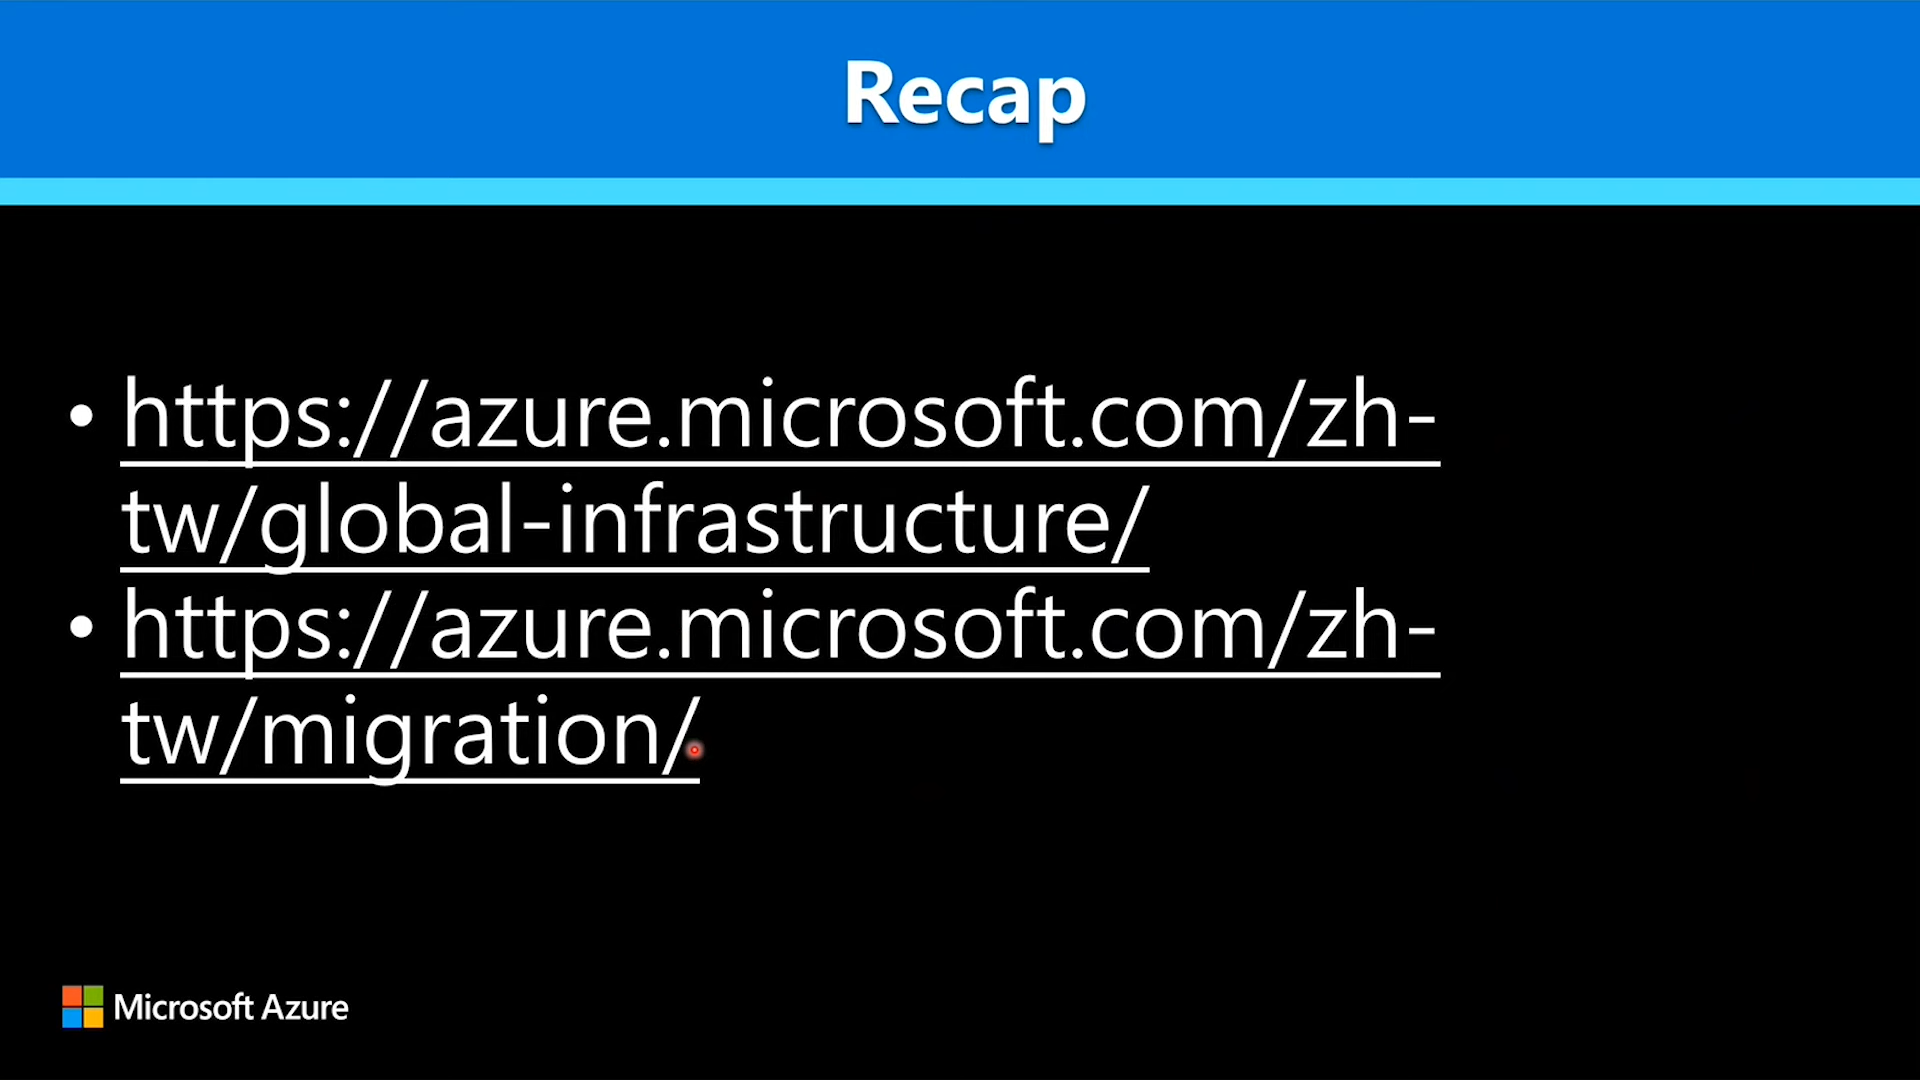 Recap
• https://azure.microsoft.com/zh-
tw/global-infrastructure/
• https://azure.microsoft.com/zh-
tw/migration/
Microsoft Azure